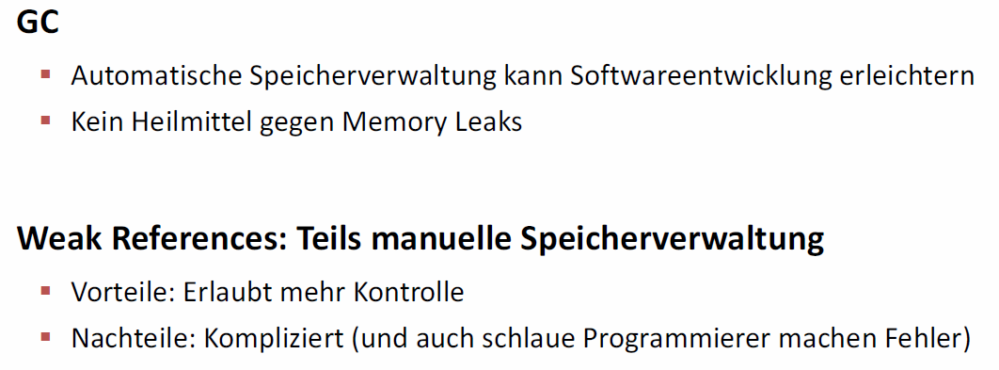 GC
▪ Automatische Speicherverwaltung kann Softwareentwicklung erleichtern
▪ Kein Heilmittel gegen Memory Leaks
Weak References: Teils manuelle Speicherverwaltung
▪ Vorteile: Erlaubt mehr Kontrolle
▪ Nachteile: Kompliziert (und auch schlaue Programmierer machen Fehler)